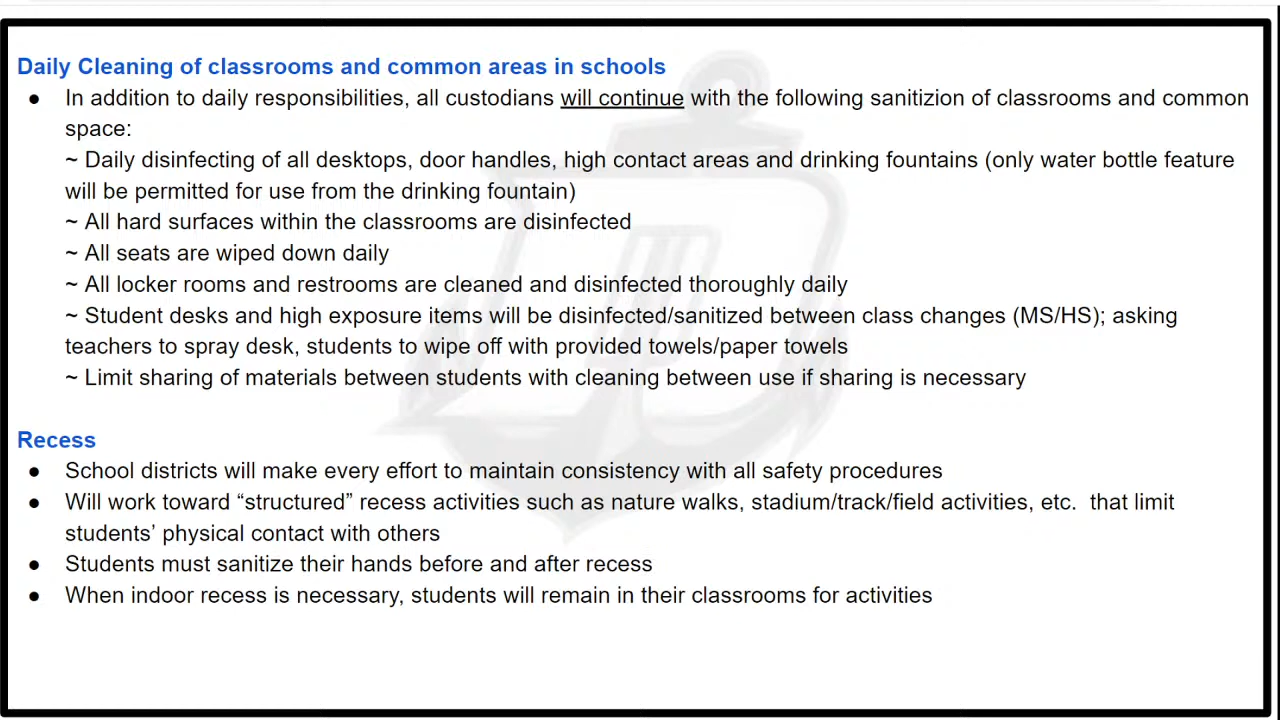 Daily Cleaning of classrooms and common areas in schools
● In addition to daily responsibilities, all custodians will continue with the following sanitizion of classrooms and common
space:
~ Daily disinfecting of all desktops, door handles, high contact areas and drinking fountains (only water bottle feature
will be permitted for use from the drinking fountain)
~ All hard surfaces within the classrooms are disinfected
~ All seats are wiped down daily
~ All locker rooms and restrooms are cleaned and disinfected thoroughly daily
~ Student desks and high exposure items will be disinfected/sanitized between class changes (MS/HS); asking
teachers to spray desk, students to wipe off with provided towels/paper towels
~ Limit sharing of materials between students with cleaning between use if sharing is necessary
Recess
● School districts will make every effort to maintain consistency with all safety procedures
● Will work toward “structured” recess activities such as nature walks, stadium/track/field activities, etc.  that limit
students’ physical contact with others
● Students must sanitize their hands before and after recess
● When indoor recess is necessary, students will remain in their classrooms for activities